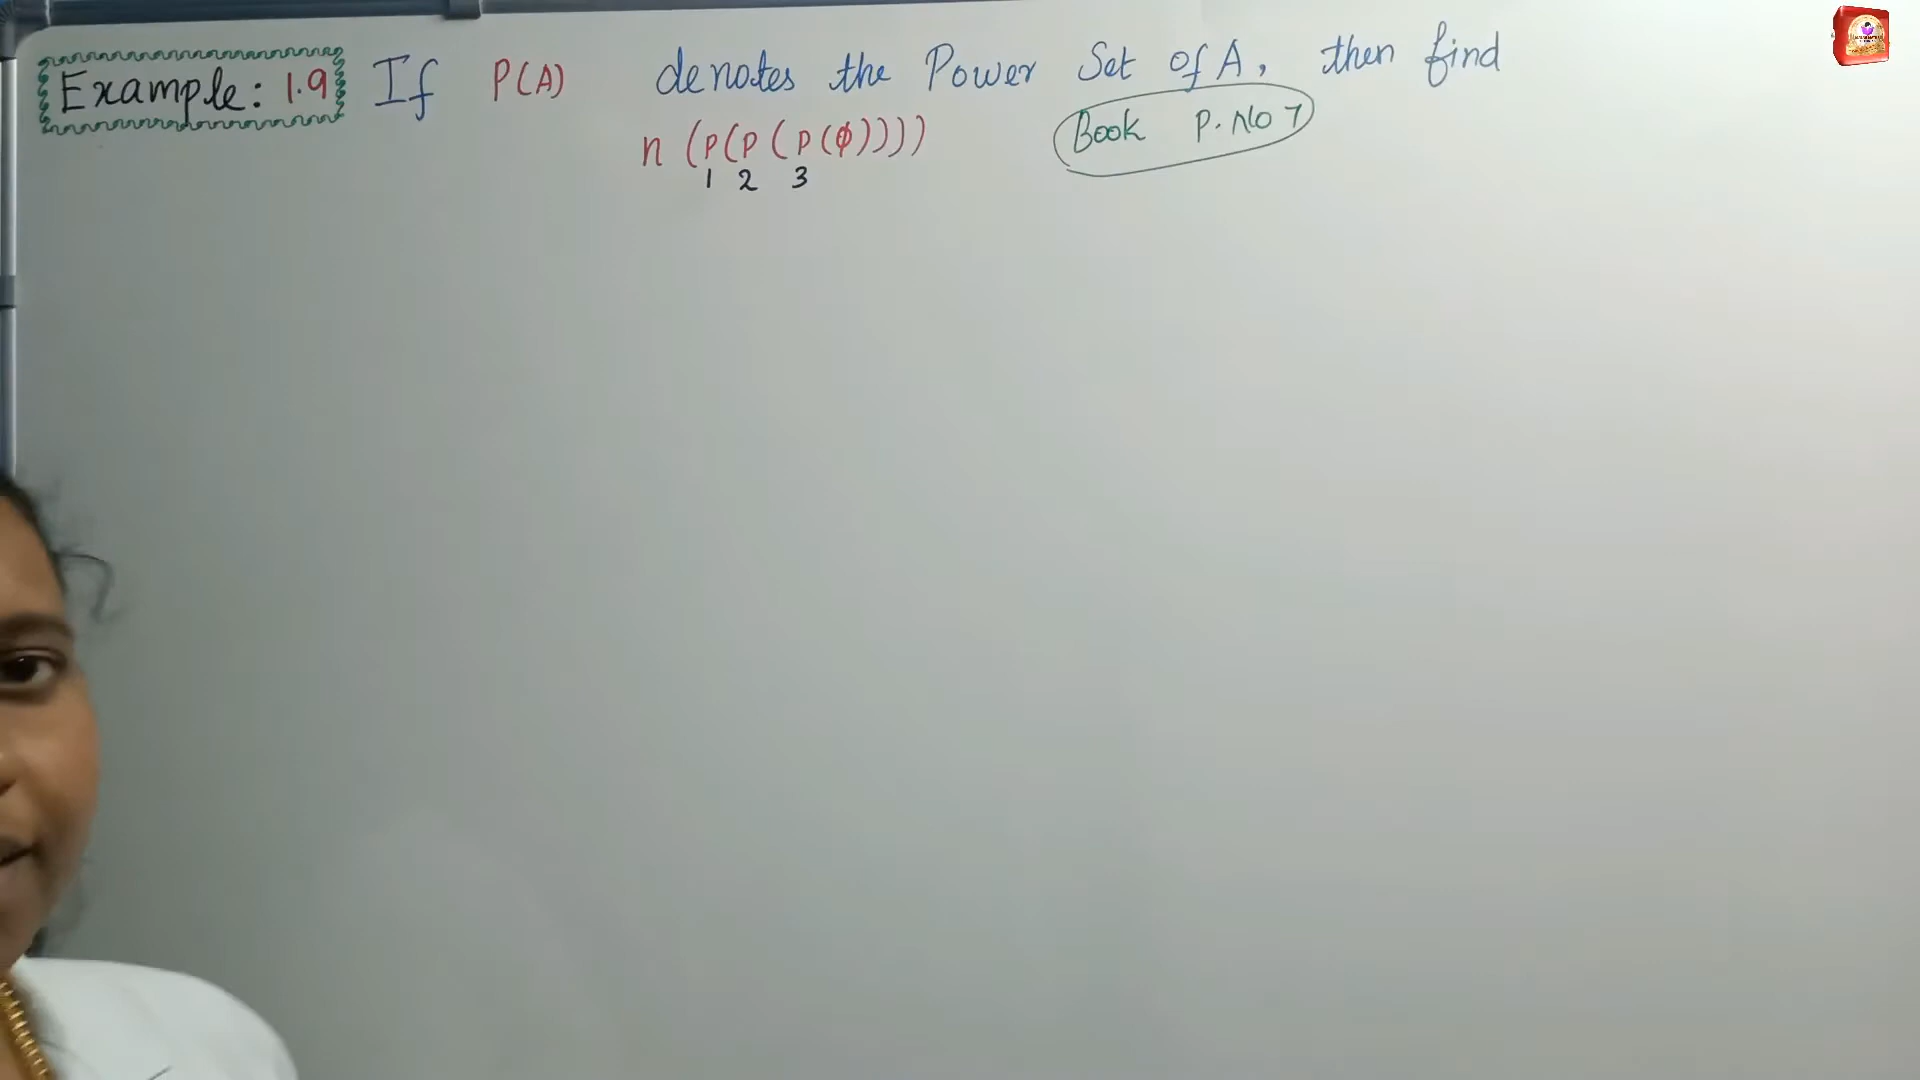 Example: 1.9 If P(A) denotes the Power Set of A, then find
n (P(P(P(ϕ)))) Book P.No 7
1 2 3